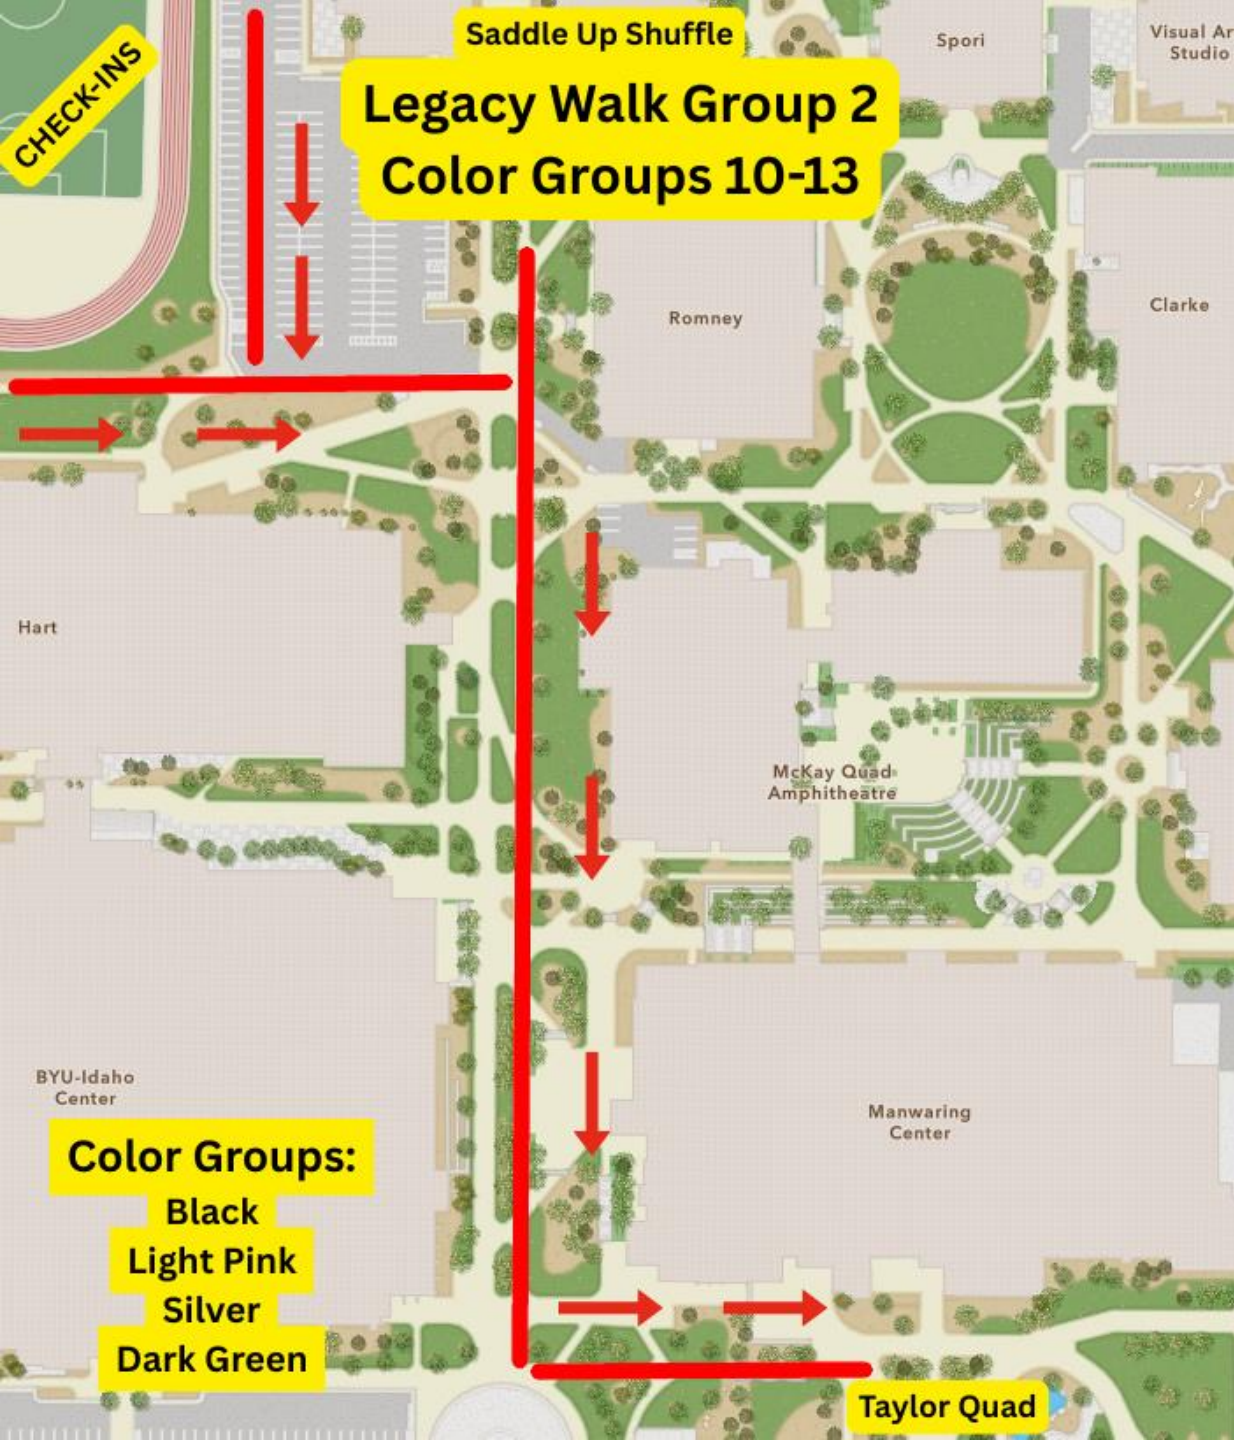 Saddle Up Shuffle
Legacy Walk Group 2
Color Groups 10-13
CHECK-INS
Spori
Visual Ar
Studio
Romney
Clarke
Hart
McKay Quad
Amphitheatre
BYU-Idaho
Center
Manwaring
Center
Color Groups:
Black
Light Pink
Silver
Dark Green
Taylor Quad